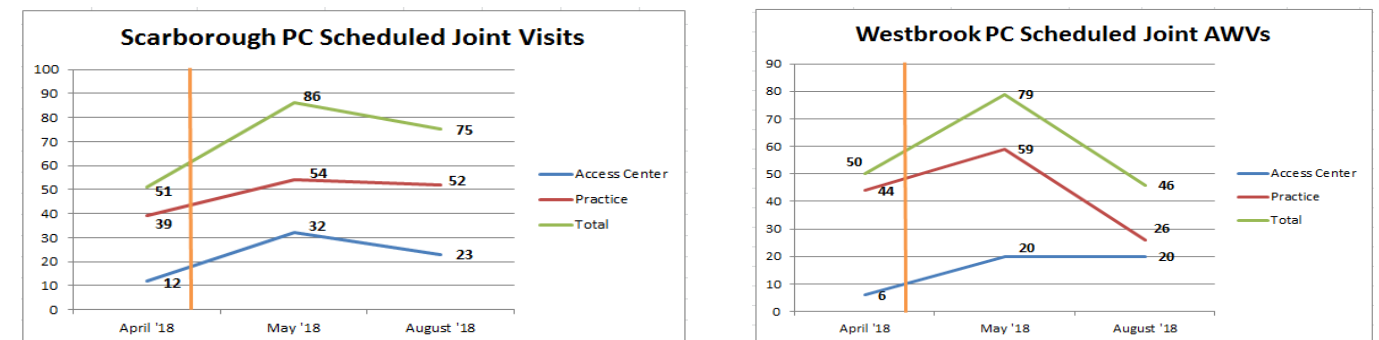 Scarborough PC Scheduled Joint Visits
100
90
80
70
60
50
40
30
20
10
0
51
86
75
39
54
52
12
32
23
April '18
May '18
August '18
Access Center
Practice
Total
Westbrook PC Scheduled Joint AWVs
90
80
70
60
50
40
30
20
10
0
50
79
46
44
59
26
6
20
20
April '18
May '18
August '18
Access Center
Practice
Total